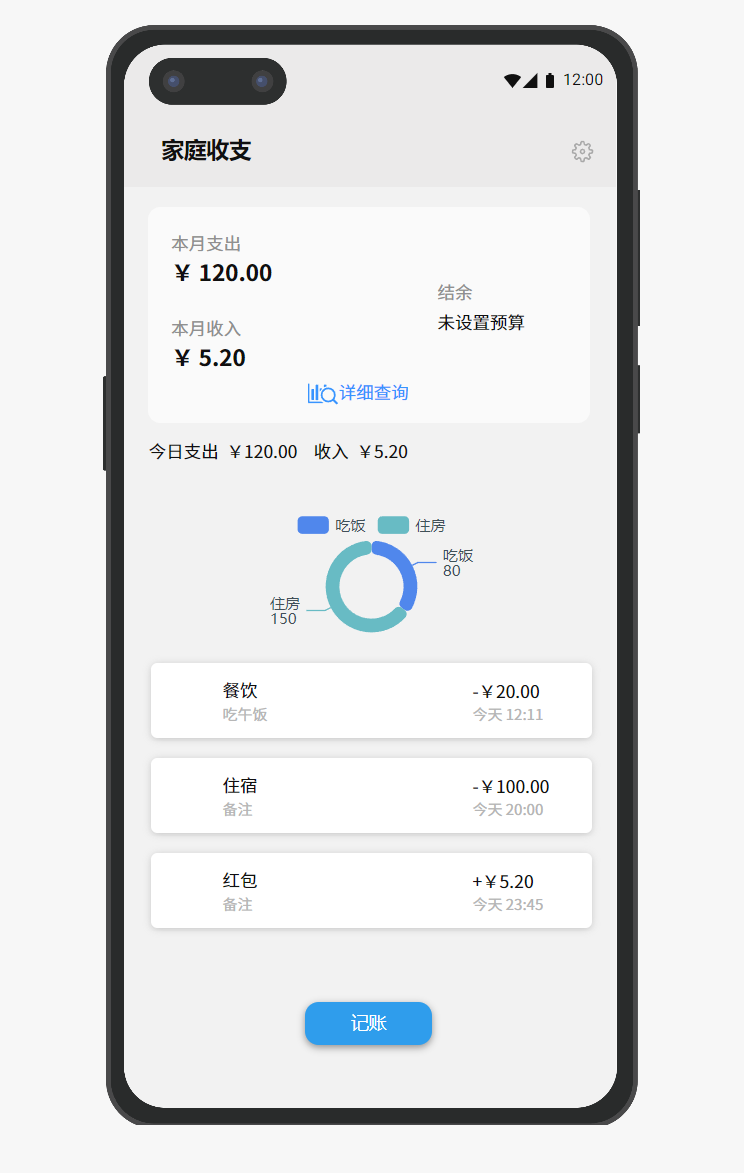 12:00
家庭收支
本月支出
￥ 120.00
结余
未设置预算
本月收入
￥ 5.20
详细查询
今日支出 ￥120.00 收入 ￥5.20
吃饭 住房
吃饭
80
住房
150
餐饮 -￥20.00
吃午饭 今天 12:11
住宿 -￥100.00
备注 今天 20:00
红包 +￥5.20
备注 今天 23:45
记账